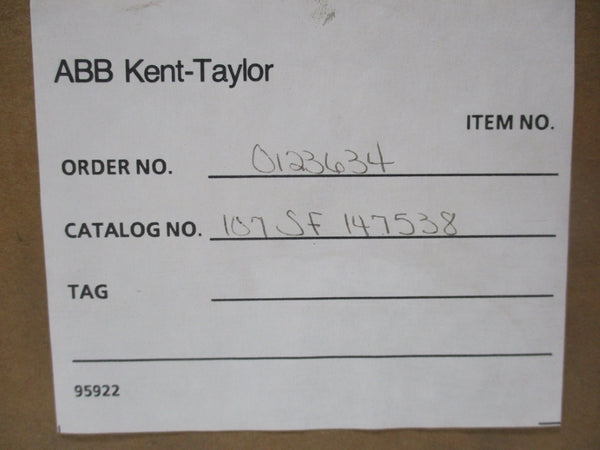 ABB Kent-Taylor
ITEM NO.
ORDER NO. 0123634
CATALOG NO. 107 SF 147538
TAG
95922